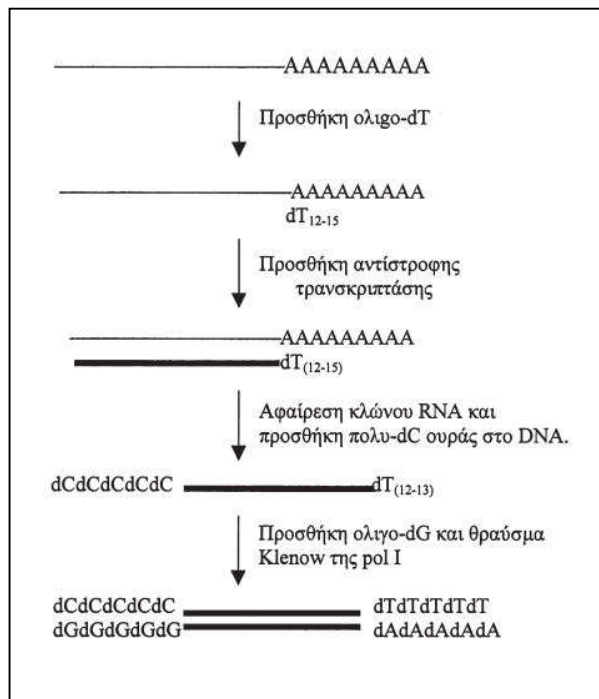 AAAAAAAAA
Προσθήκη ολιgo-dT
AAAAAAAAA
dT12-15
Προσθήκη αντίστροφης
τρανσκριπτάσης
AAAAAAAAA
dT(12-15)
Αφαίρεση κλώνου RNA και
προσθήκη πολυ-dC ουράς στο DNA.
dCdCdCdCdC dT(12-13)
Προσθήκη ολιγο-dG και θραύσμα
Klenow της pol I
dCdCdCdCdC dTdTdTdTdT
dGdGdGdGdG dAdAdAdAdA